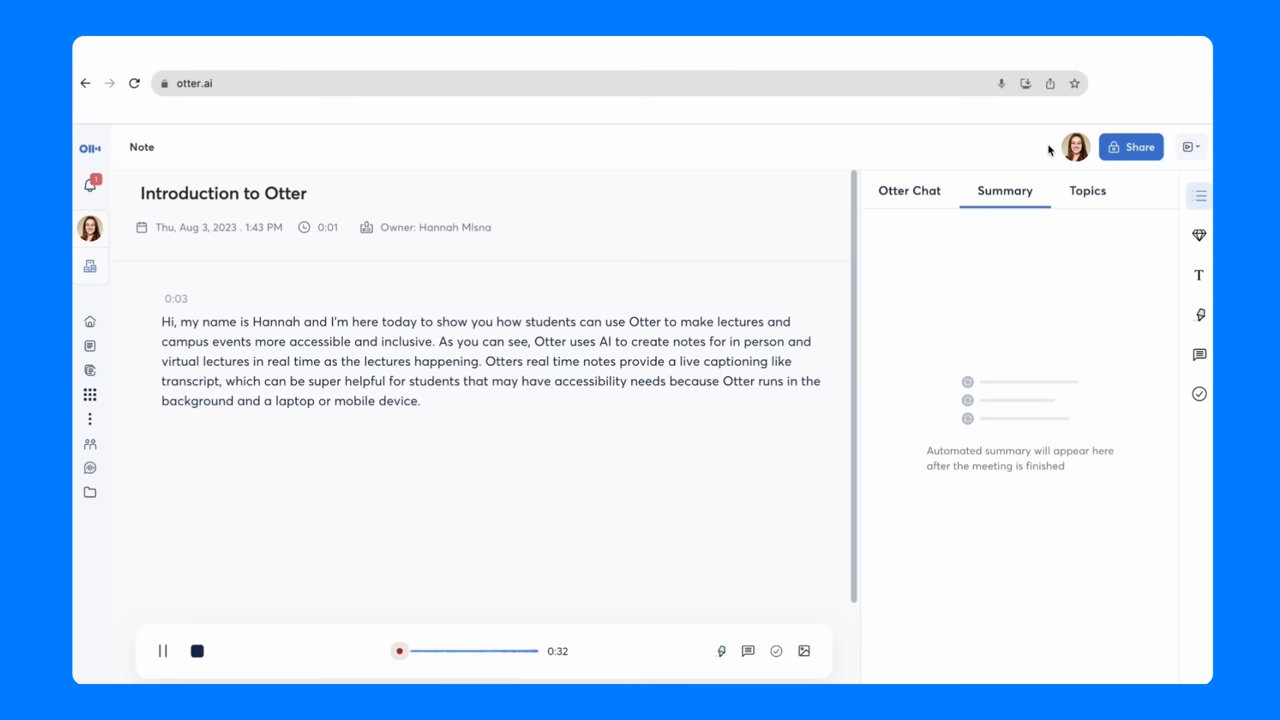 otter.ai
Note
Share
1
Introduction to Otter
Thu, Aug 3, 2023 . 1:43 PM 0:01 Owner: Hannah Misna
Otter Chat Summary Topics
T
0:03
Hi, my name is Hannah and I'm here today to show you how students can use Otter to make lectures and
campus events more accessible and inclusive. As you can see, Otter uses AI to create notes for in person and
virtual lectures in real time as the lectures happening. Otters real time notes provide a live captioning like
transcript, which can be super helpful for students that may have accessibility needs because Otter runs in the
background and a laptop or mobile device.
Automated summary will appear here
after the meeting is finished
0:32